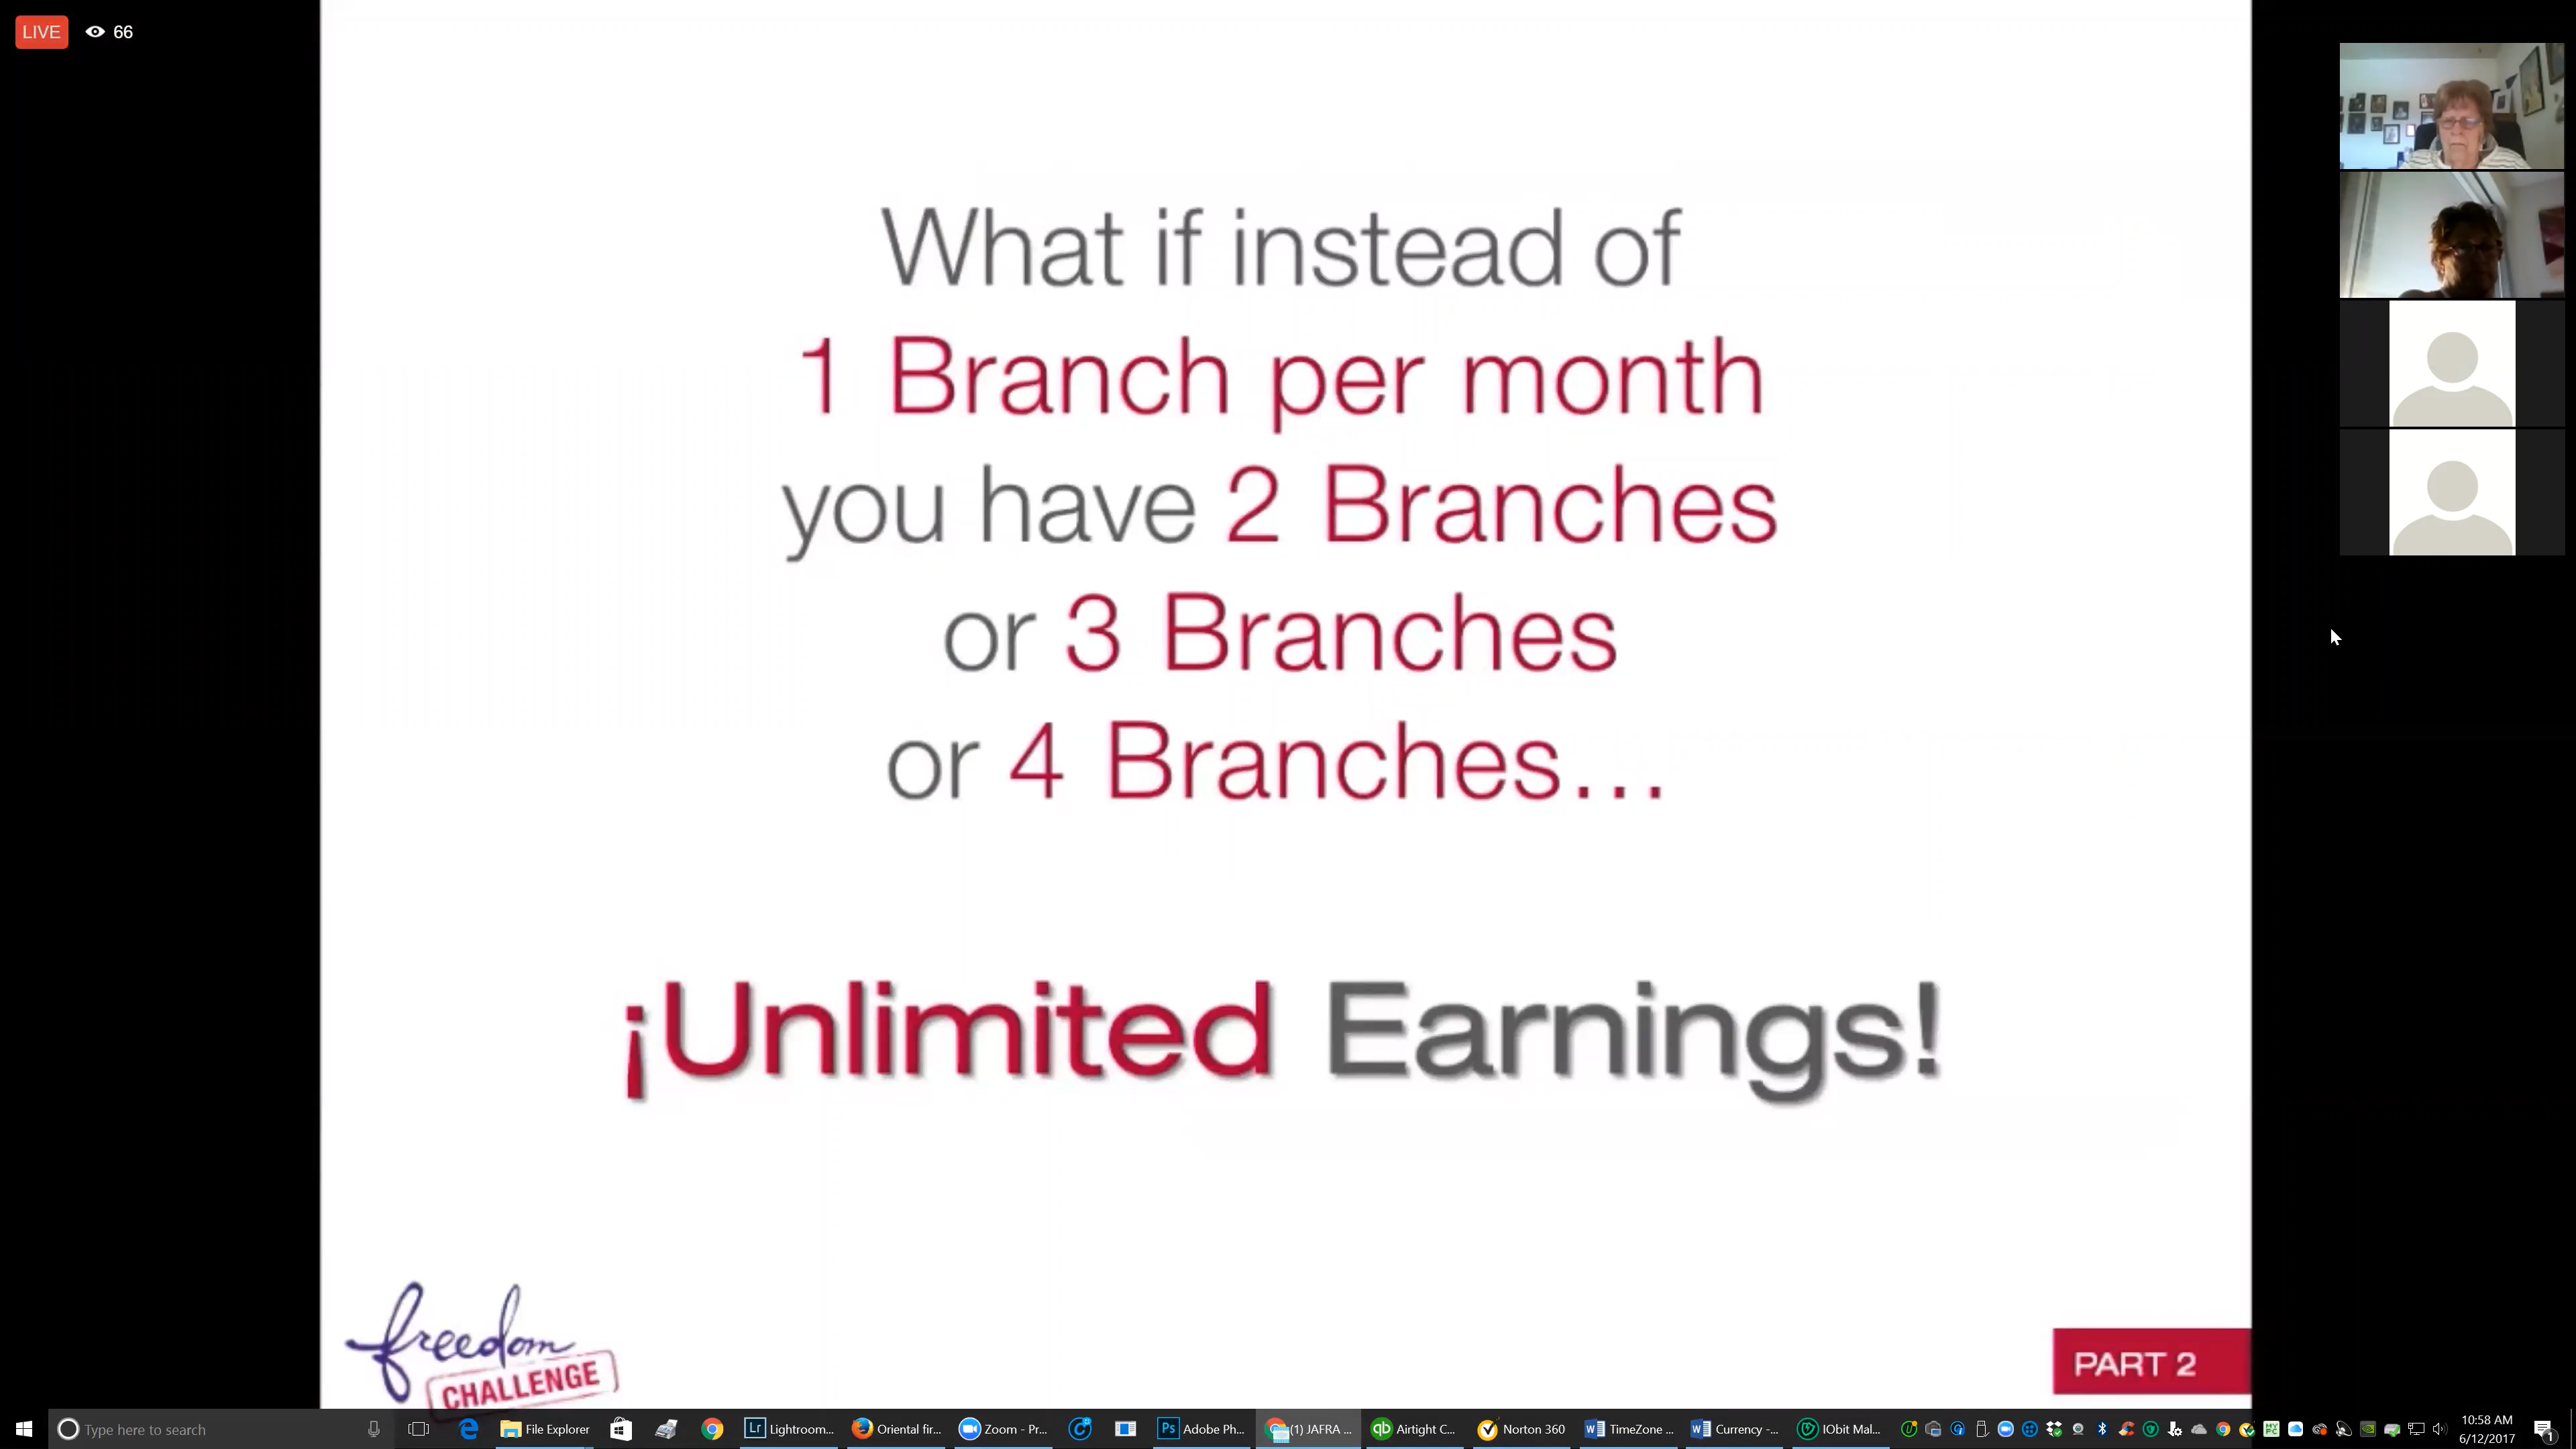 LIVE 66
What if instead of
1 Branch per month
you have 2 Branches
or 3 Branches
or 4 Branches...
¡Unlimited Earnings!
freedom
CHALLENGE
PART 2
Type here to search
File Explorer
Lightroom...
Oriental fir...
Zoom - Pr...
Adobe Ph...
(1) JAFRA ...
Airtight C...
Norton 360
TimeZone ...
Currency -...
IObit Mal...
10:58 AM
6/12/2017